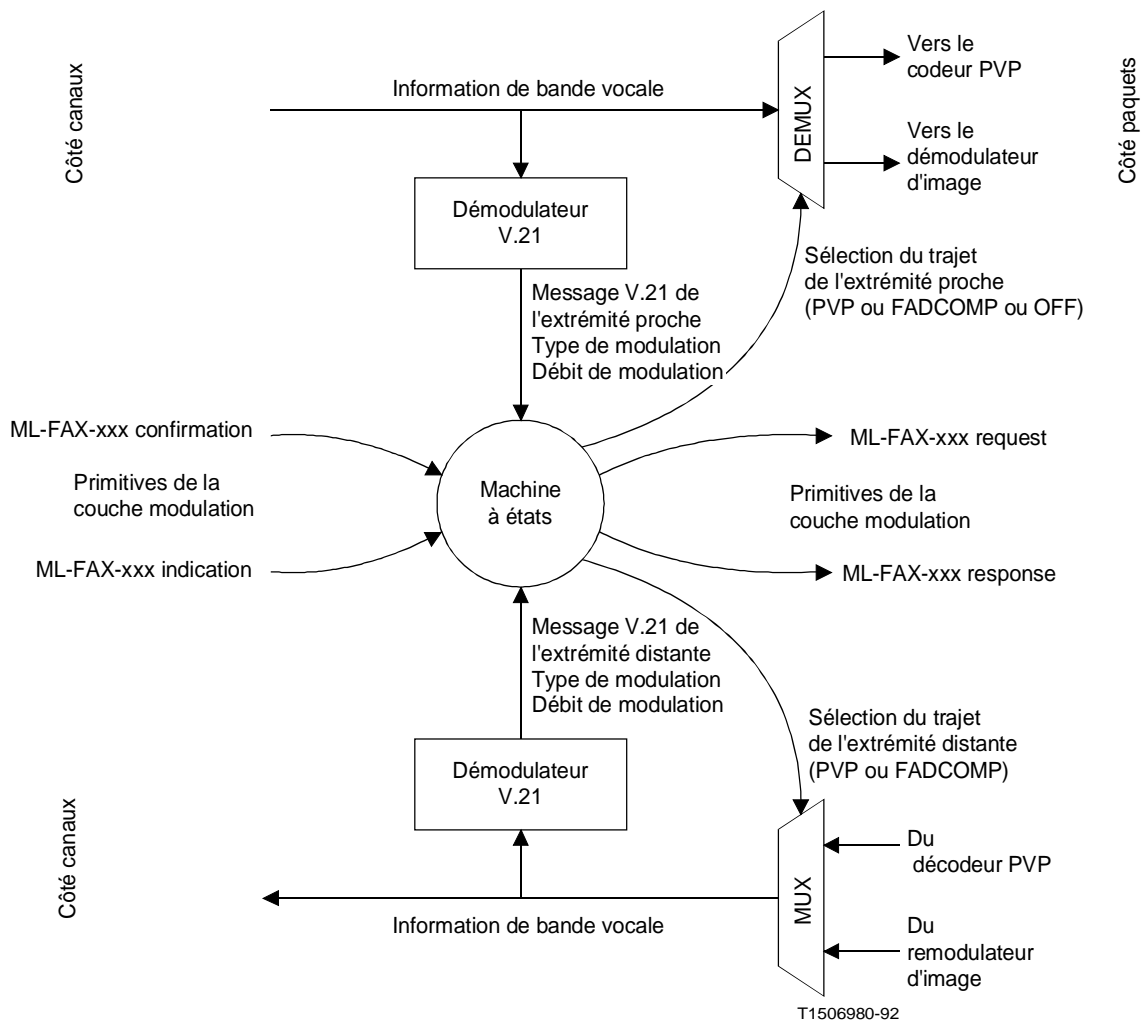 Vers le
codeur PVP
Information de bande vocale
DEMUX
Côté canaux
Côté paquets
Vers le
démodulateur
d'image
Démodulateur
V.21
Sélection du trajet
de l'extrémité proche
(PVP ou FADCOMP ou OFF)
Message V.21 de
l'extrémité proche
Type de modulation
Débit de modulation
ML-FAX-xxx confirmation
ML-FAX-xxx request
Primitives de la
couche modulation
Machine
à états
Primitives de la
couche modulation
ML-FAX-xxx indication
ML-FAX-xxx response
Message V.21 de
l'extrémité distante
Type de modulation
Débit de modulation
Sélection du trajet
de l'extrémité distante
(PVP ou FADCOMP)
Démodulateur
V.21
Côté canaux
MUX
Du
décodeur PVP
Information de bande vocale
Du
remodulateur
d'image
T1506980-92